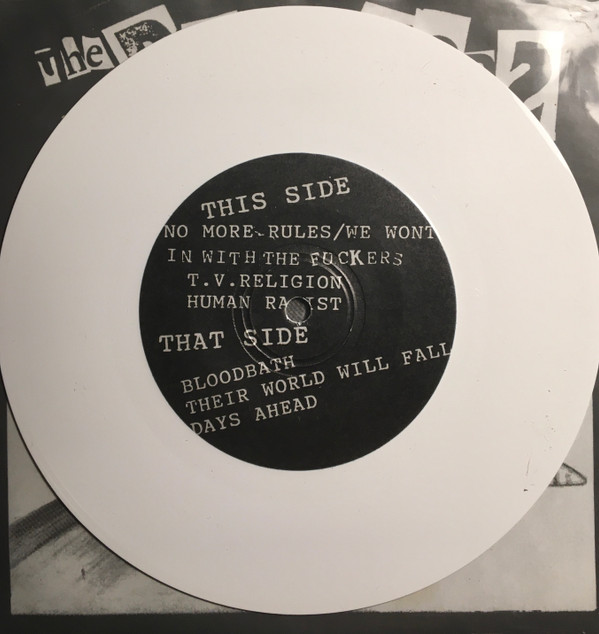 The
THIS SIDE
NO MORE RULES/WE WONT
IN WITH THE FUCKERS
T.V.RELIGION
HUMAN
THAT SIDE
BLOODBATH
THEIR WORLD WILL FALL
DAYS AHEAD